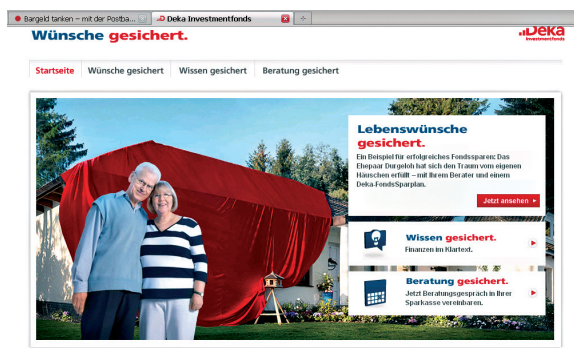 Bargeld tanken – mit der Postba...
Deka Investmentfonds
Wünsche gesichert.
Deka
Investmentfonds
Startseite
Wünsche gesichert
Wissen gesichert
Beratung gesichert
Lebenswünsche
gesichert.
Ein Beispiel für erfolgreiches Fondssparen: Das
Ehepaar Durgeloh hat sich den Traum vom eigenen
Häuschen erfüllt – mit ihrem Berater und einem
Deka-FondsSparplan.
Jetzt ansehen
Wissen gesichert.
Finanzen im Klartext.
Beratung gesichert.
Jetzt Beratungsgespräch in Ihrer
Sparkasse vereinbaren.